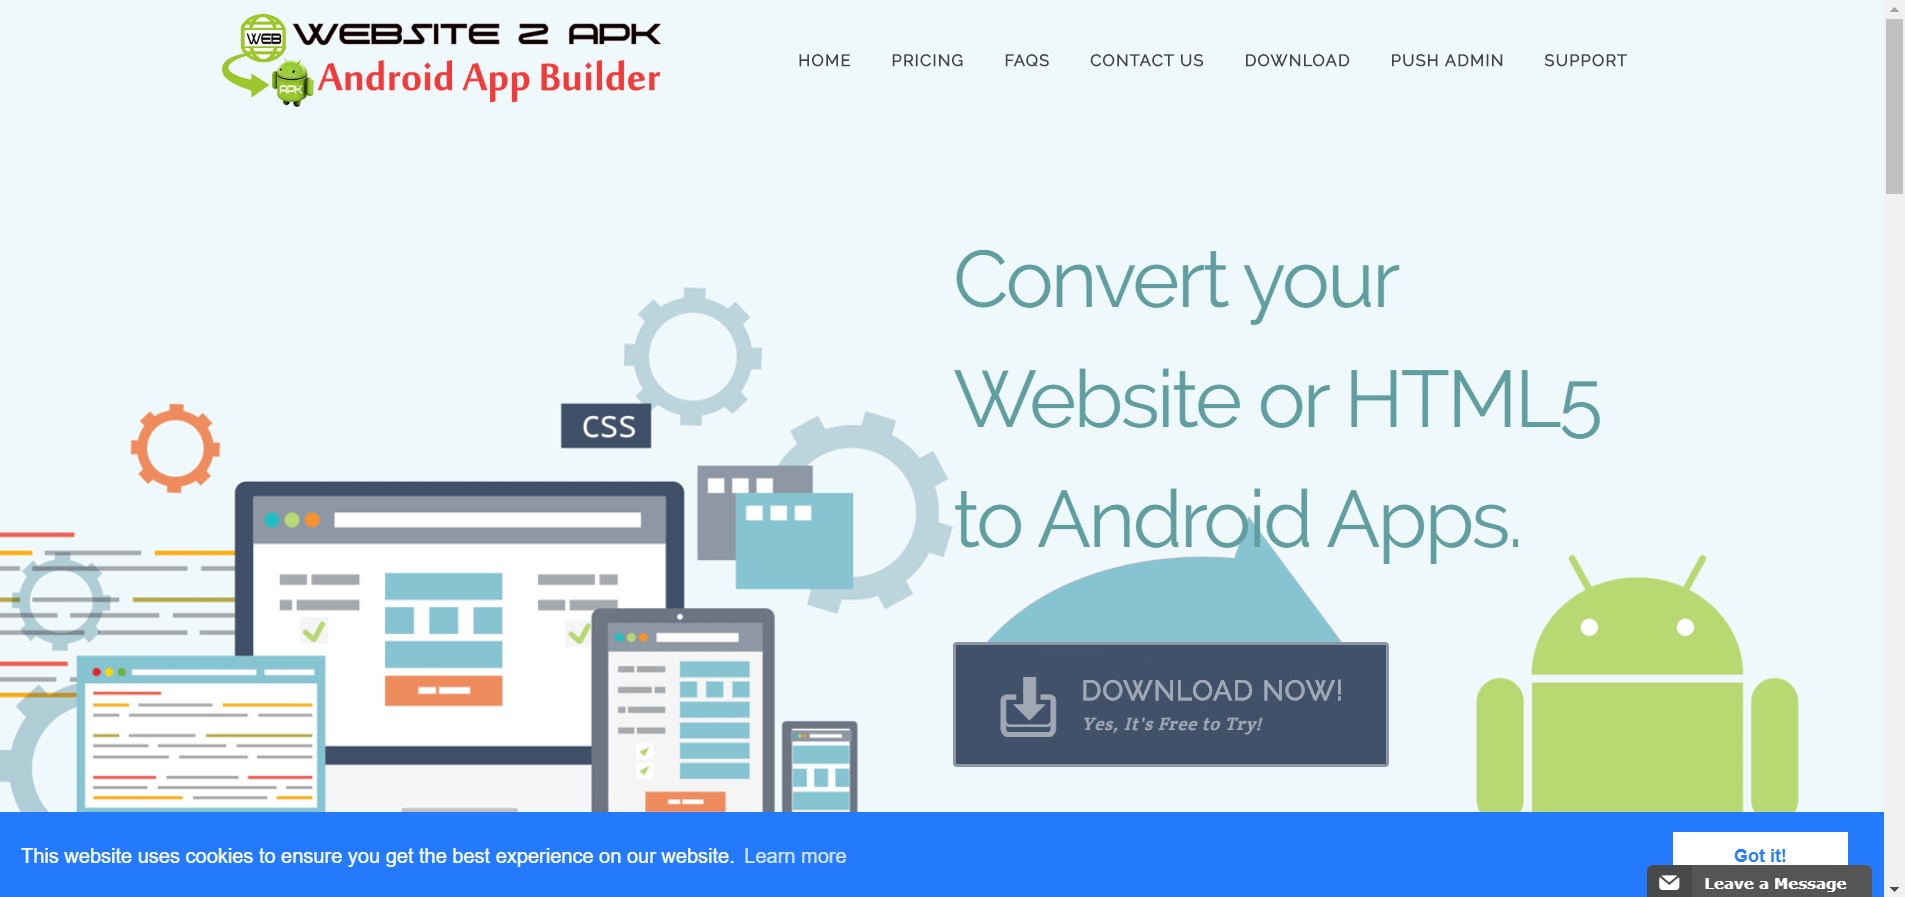 WEB
WEBSITE 2 APK
APK
Android App Builder
HOME PRICING FAQS CONTACT US DOWNLOAD PUSH ADMIN SUPPORT
Convert your
Website or HTML5
to Android Apps.
CSS
DOWNLOAD NOW!
Yes, It's Free to Try!
This website uses cookies to ensure you get the best experience on our website. Learn more
Got it!
Leave a Message